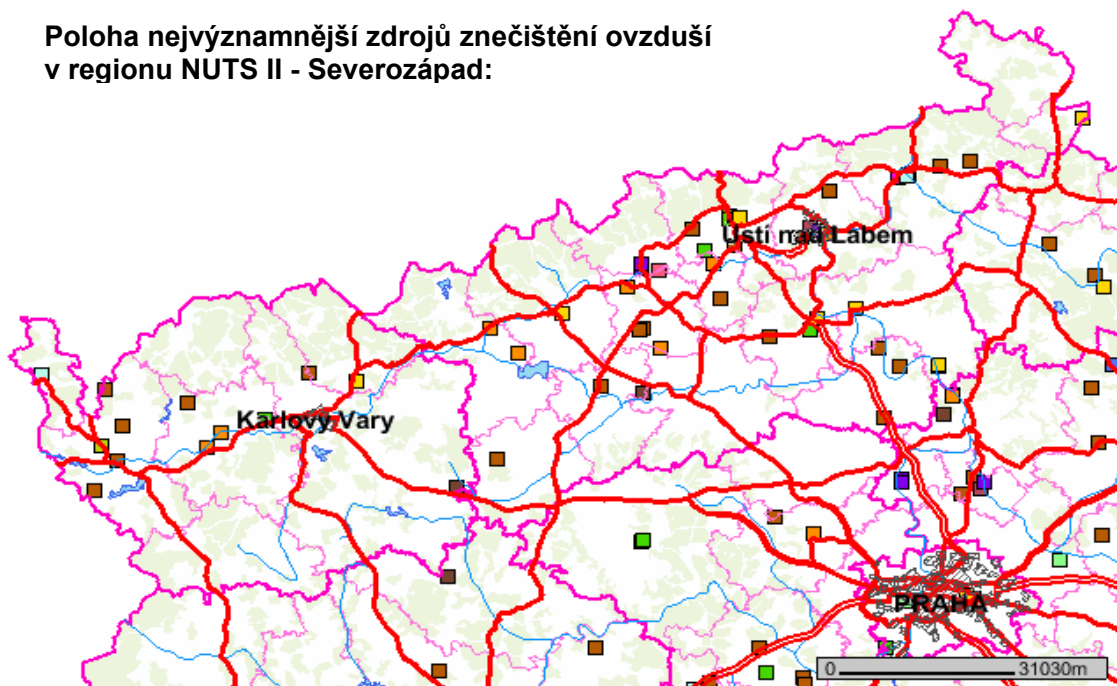 Poloha nejvýznamnější zdrojů znečištění ovzduší
v regionu NUTS II - Severozápad:
Ústí nad Labem
Karlovy Vary
PRAHA
0 31030m